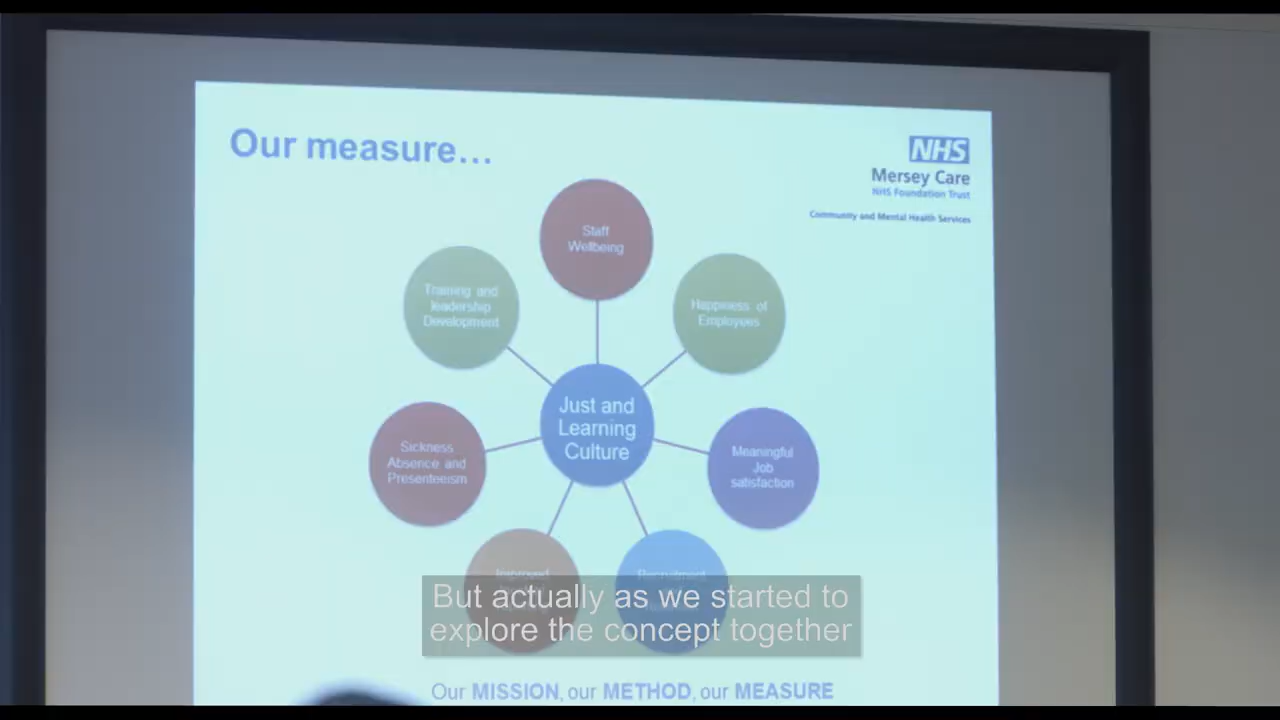 Our measure…
NHS
Mersey Care
NHS Foundation Trust
Community and Mental Health Services
Staff
Wellbeing
Training and
leadership
Development
Happiness of
Employees
Just and
Learning
Culture
Sickness
Absence and
Presenteeism
Meaningful
Job
satisfaction
Improved
Recruitment
But actually as we started to
explore the concept together
Our MISSION, our METHOD, our MEASURE